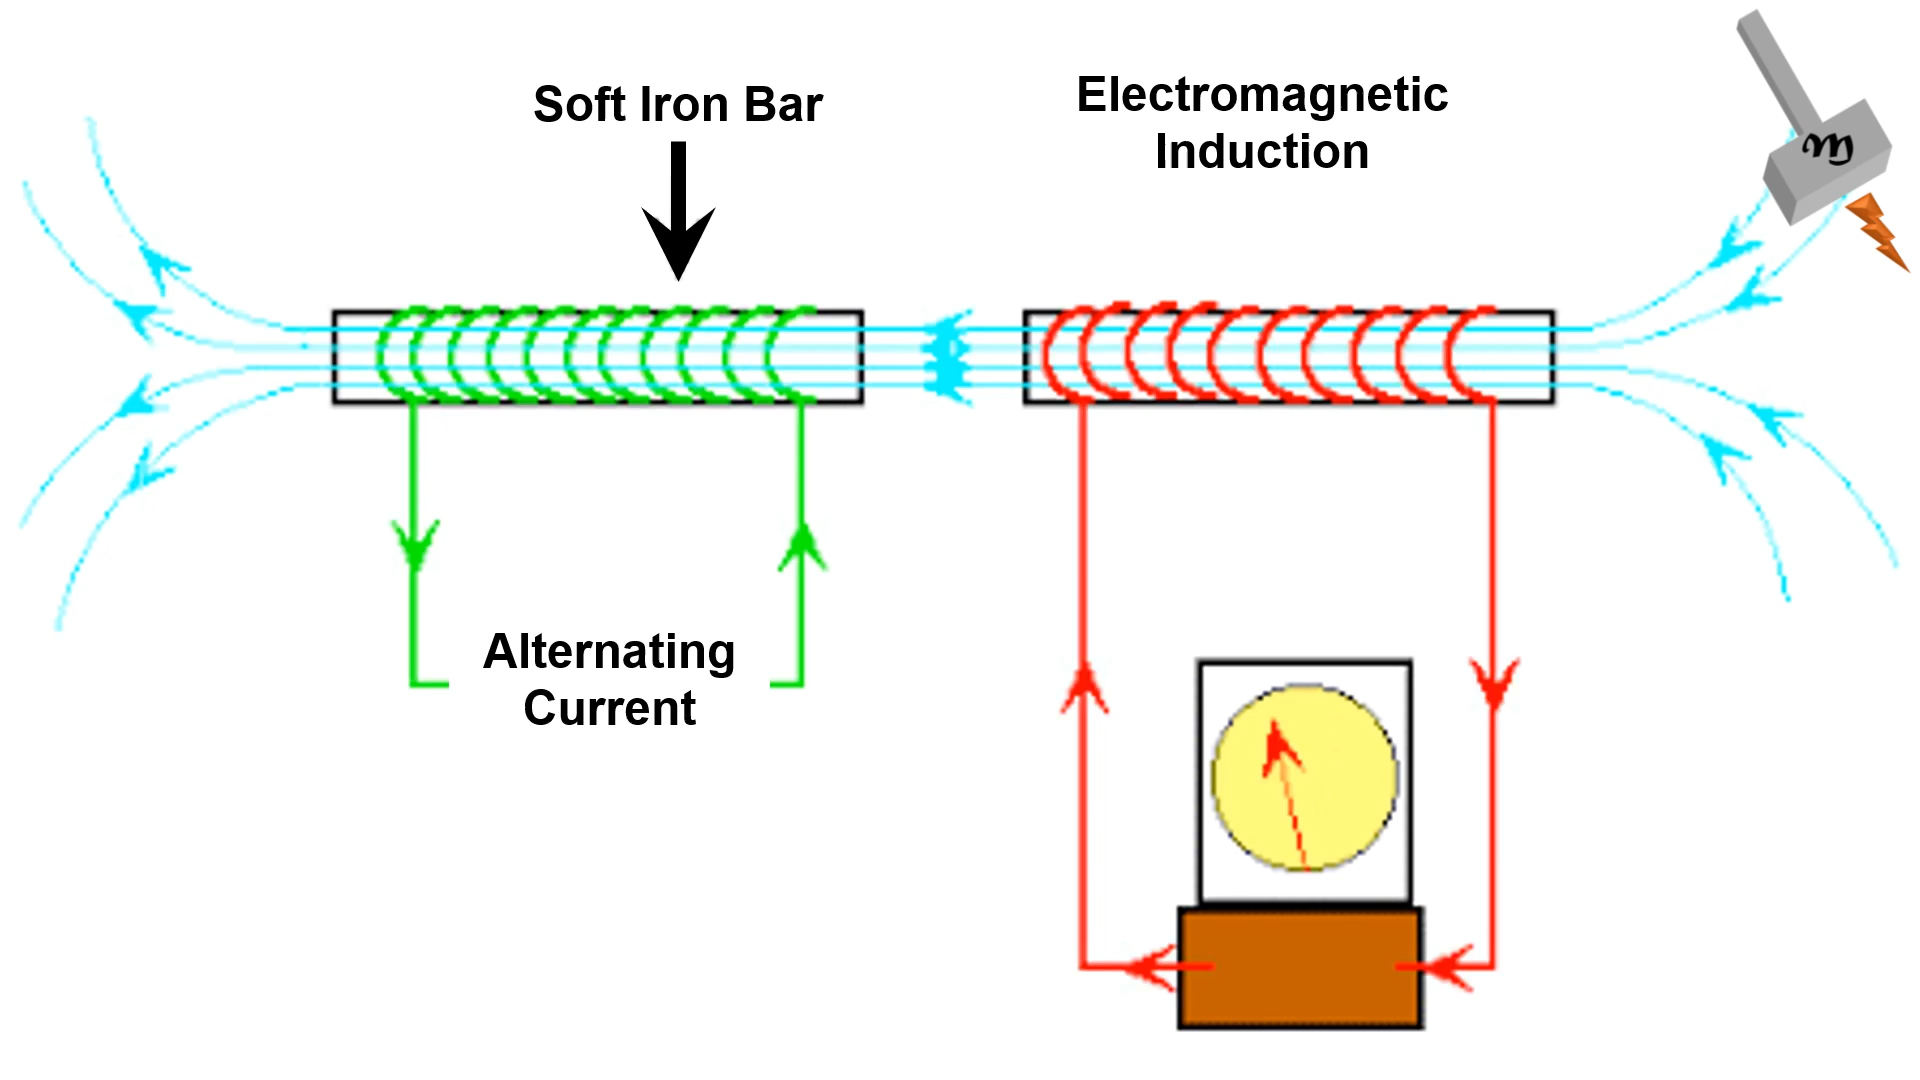 Soft Iron Bar
Electromagnetic
Induction
Alternating
Current